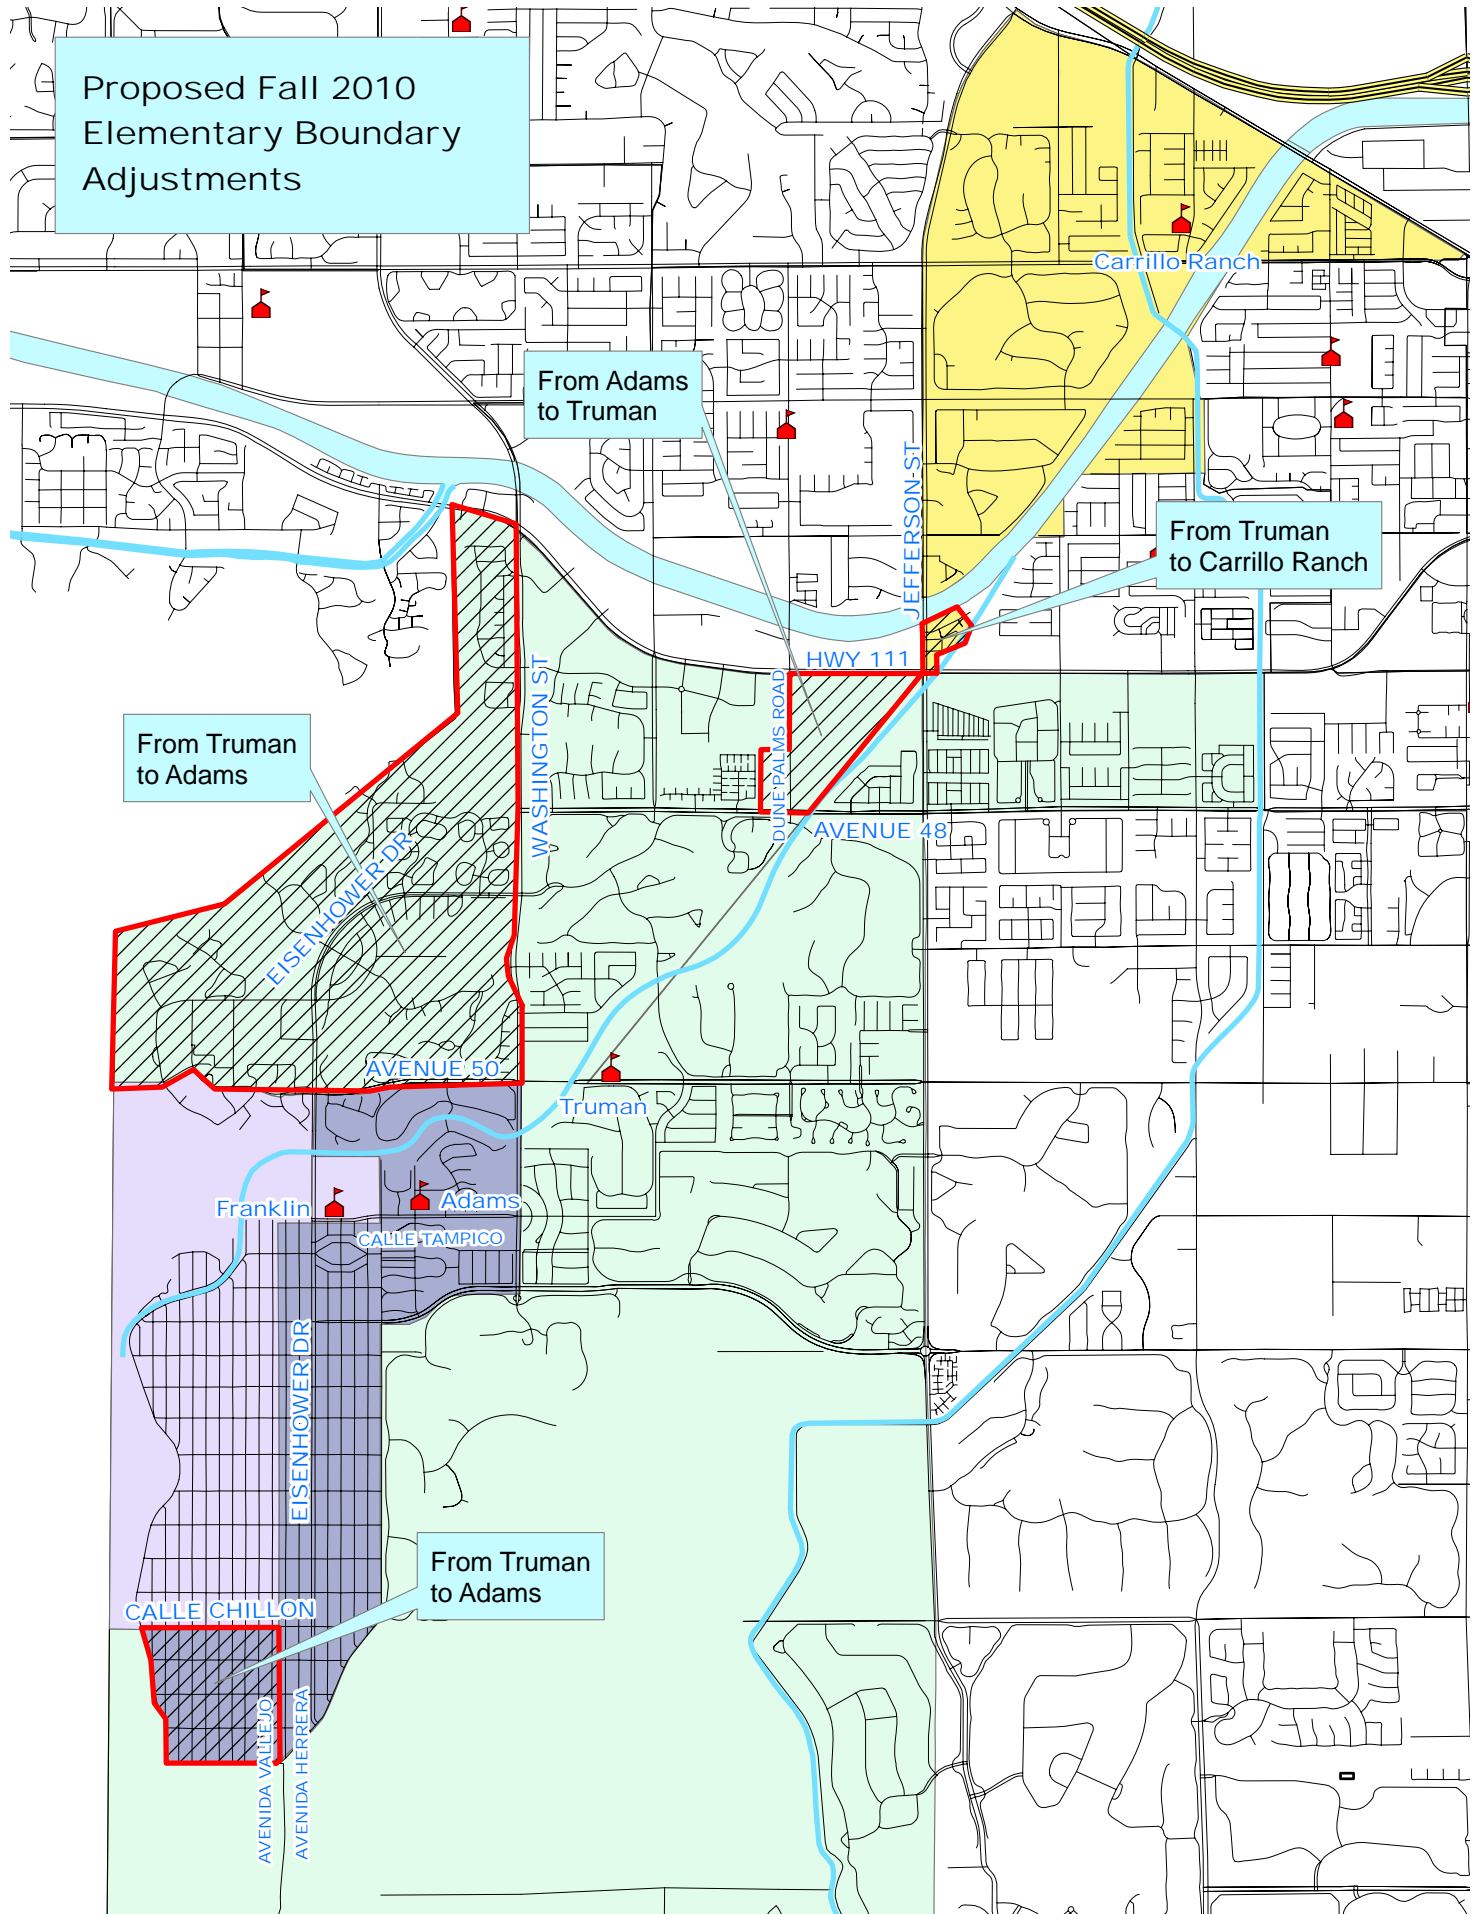 Proposed Fall 2010
Elementary Boundary
Adjustments
Carrillo Ranch
From Adams
to Truman
JEFFERSON ST
From Truman
to Carrillo Ranch
HWY 111
WASHINGTON ST
DUNE PALMS ROAD
From Truman
to Adams
AVENUE 48
EISENHOWER DR
AVENUE 50
Truman
Franklin
Adams
CALLE TAMPICO
EISENHOWER DR
From Truman
to Adams
CALLE CHILLON
AVENIDA VALLEJO
AVENIDA HERRERA